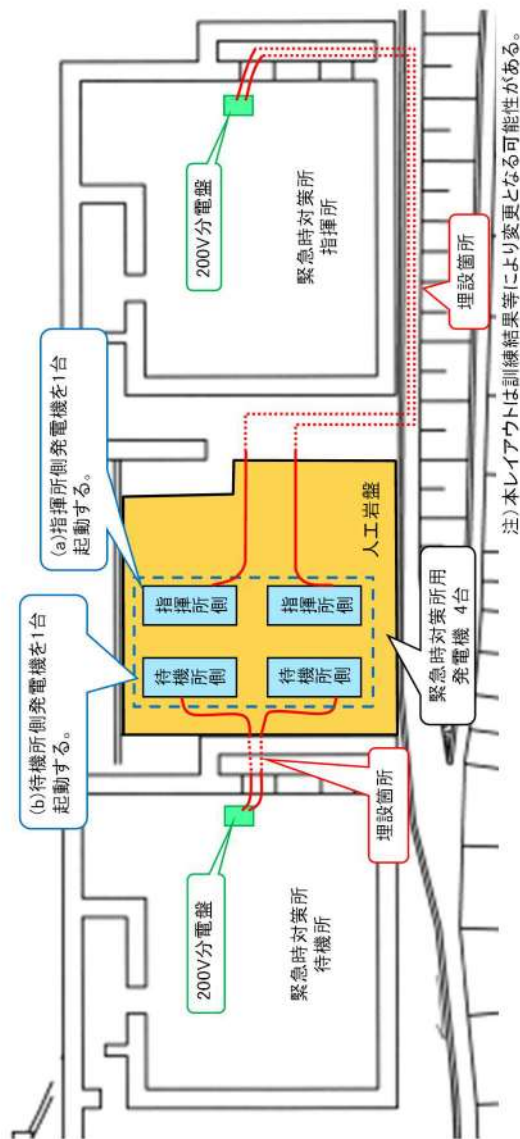 (b)待機所側発電機を1台
起動する。
(a)指揮所側発電機を1台
起動する。
200V分電盤
緊急時対策所
待機所
待機所側
指揮所側
待機所側
指揮所側
人工岩盤
200V分電盤
緊急時対策所
指揮所
埋設箇所
緊急時対策所用
発電機 4台
埋設箇所
注)本レイアウトは訓練結果等により変更となる可能性がある。